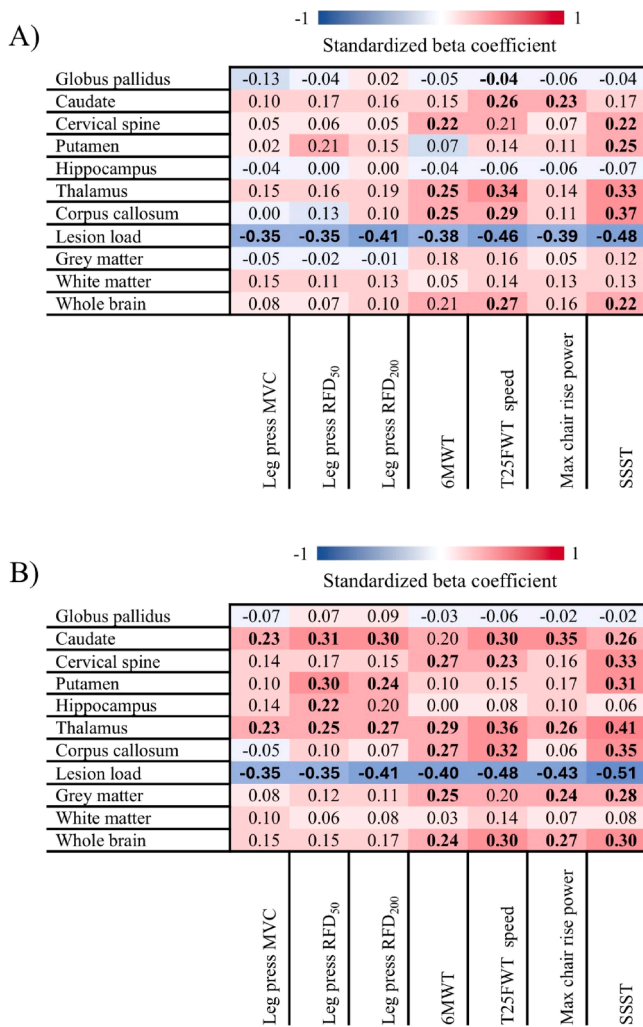 -1 1
Standardized beta coefficient
A)
Globus pallidus -0.13 -0.04 0.02 -0.05 -0.04 -0.06 -0.04
Caudate 0.10 0.17 0.16 0.15 0.26 0.23 0.17
Cervical spine 0.05 0.06 0.05 0.22 0.21 0.07 0.22
Putamen 0.02 0.21 0.15 0.07 0.14 0.11 0.25
Hippocampus -0.04 0.00 0.00 -0.04 -0.06 -0.06 -0.07
Thalamus 0.15 0.16 0.19 0.25 0.34 0.14 0.33
Corpus callosum 0.00 0.13 0.10 0.25 0.29 0.11 0.37
Lesion load -0.35 -0.35 -0.41 -0.38 -0.46 -0.39 -0.48
Grey matter -0.05 -0.02 -0.01 0.18 0.16 0.05 0.12
White matter 0.15 0.11 0.13 0.05 0.14 0.13 0.13
Whole brain 0.08 0.07 0.10 0.21 0.27 0.16 0.22
Leg press MVC
Leg press RFD50
Leg press RFD200
6MWT
T25FWT speed
Max chair rise power
SSST
-1 1
Standardized beta coefficient
B)
Globus pallidus -0.07 0.07 0.09 -0.03 -0.06 -0.02 -0.02
Caudate 0.23 0.31 0.30 0.20 0.30 0.35 0.26
Cervical spine 0.14 0.17 0.15 0.27 0.23 0.16 0.33
Putamen 0.10 0.30 0.24 0.10 0.15 0.17 0.31
Hippocampus 0.14 0.22 0.20 0.00 0.08 0.10 0.06
Thalamus 0.23 0.25 0.27 0.29 0.36 0.26 0.41
Corpus callosum -0.05 0.10 0.07 0.27 0.32 0.06 0.35
Lesion load -0.35 -0.35 -0.41 -0.40 -0.48 -0.43 -0.51
Grey matter 0.08 0.12 0.11 0.25 0.20 0.24 0.28
White matter 0.10 0.06 0.08 0.03 0.14 0.07 0.08
Whole brain 0.15 0.15 0.17 0.24 0.30 0.27 0.30
Leg press MVC
Leg press RFD50
Leg press RFD200
6MWT
T25FWT speed
Max chair rise power
SSST